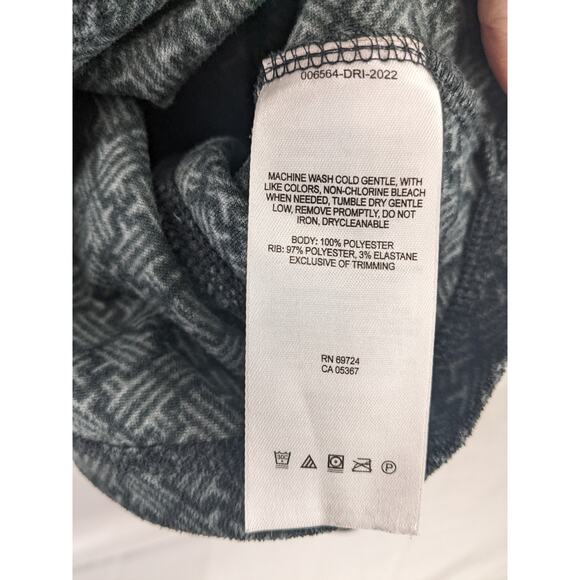 006564-DRI-2022
MACHINE WASH COLD GENTLE, WITH
LIKE COLORS, NON-CHLORINE BLEACH
WHEN NEEDED, TUMBLE DRY GENTLE
LOW, REMOVE PROMPTLY, DO NOT
IRON, DRYCLEANABLE
BODY: 100% POLYESTER
RIB: 97% POLYESTER, 3% ELASTANE
EXCLUSIVE OF TRIMMING
RN 69724
CA 05367
30C
P